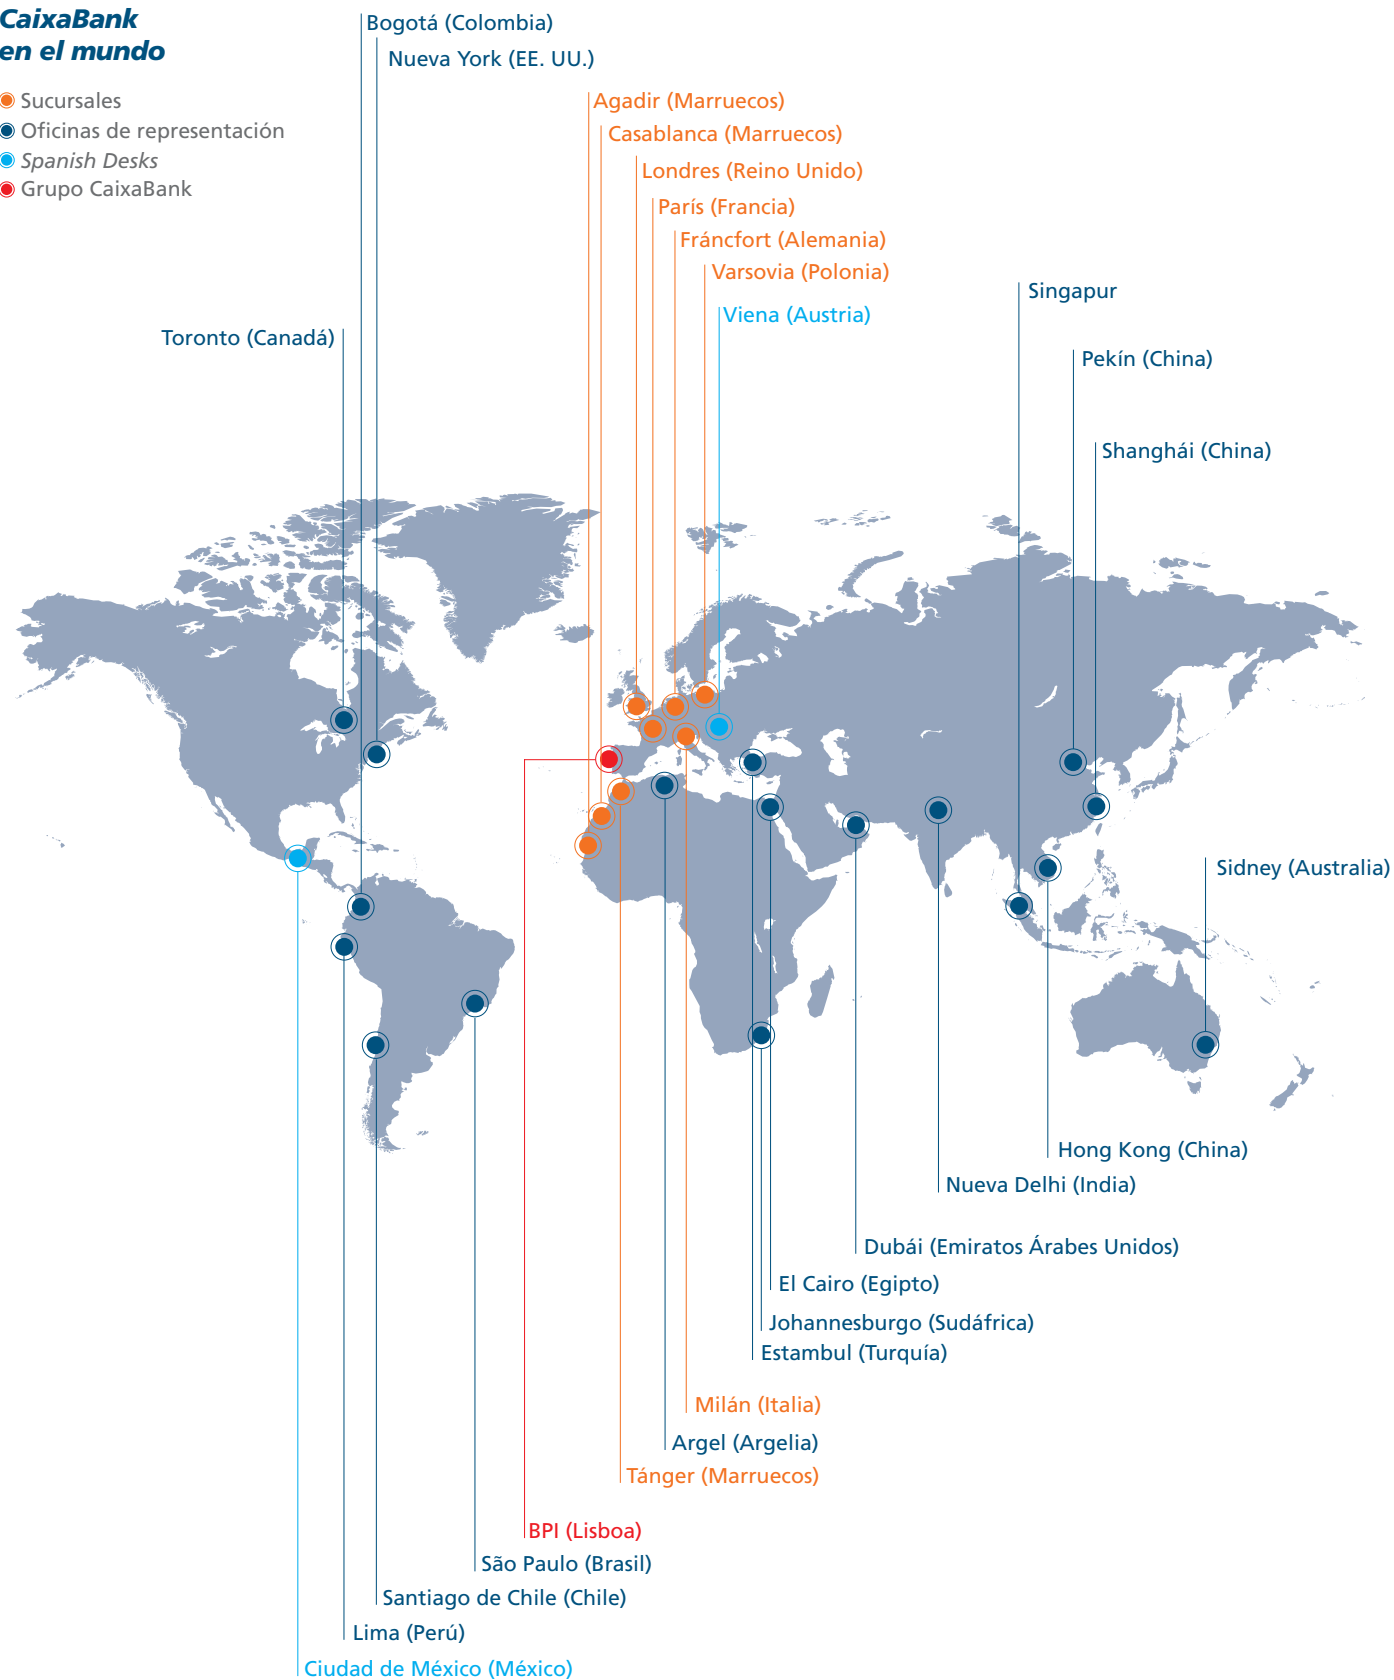 CaixaBank
en el mundo
Sucursales
Oficinas de representación
Spanish Desks
Grupo CaixaBank
Bogotá (Colombia)
Nueva York (EE. UU.)
Agadir (Marruecos)
Casablanca (Marruecos)
Londres (Reino Unido)
París (Francia)
Fráncfort (Alemania)
Varsovia (Polonia)
Singapur
Viena (Austria)
Toronto (Canadá)
Pekín (China)
Shanghái (China)
Sidney (Australia)
Hong Kong (China)
Nueva Delhi (India)
Dubái (Emiratos Árabes Unidos)
El Cairo (Egipto)
Johannesburgo (Sudáfrica)
Estambul (Turquía)
Milán (Italia)
Argel (Argelia)
Tánger (Marruecos)
BPI (Lisboa)
São Paulo (Brasil)
Santiago de Chile (Chile)
Lima (Perú)
Ciudad de México (México)